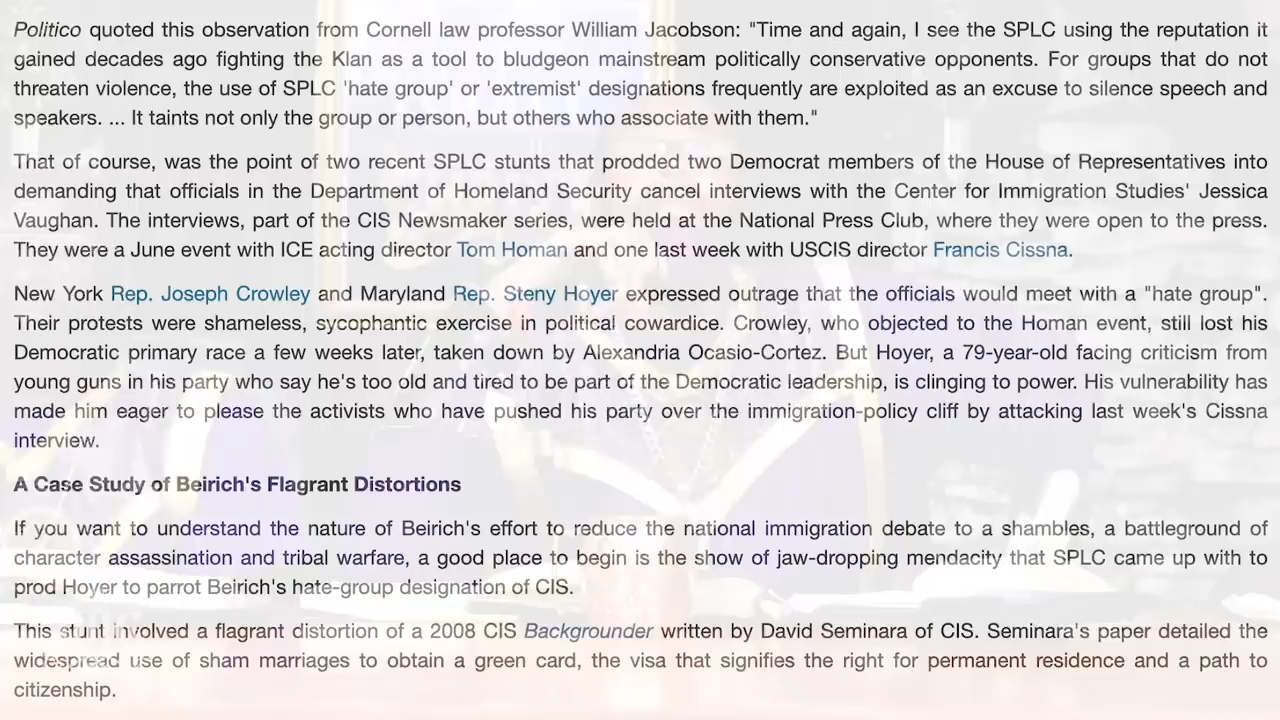 Politico quoted this observation from Cornell law professor William Jacobson: "Time and again, I see the SPLC using the reputation it
gained decades ago fighting the Klan as a tool to bludgeon mainstream politically conservative opponents. For groups that do not
threaten violence, the use of SPLC 'hate group' or 'extremist' designations frequently are exploited as an excuse to silence speech and
speakers. ... It taints not only the group or person, but others who associate with them."
That of course, was the point of two recent SPLC stunts that prodded two Democrat members of the House of Representatives into
demanding that officials in the Department of Homeland Security cancel interviews with the Center for Immigration Studies' Jessica
Vaughan. The interviews, part of the CIS Newsmaker series, were held at the National Press Club, where they were open to the press.
They were a June event with ICE acting director Tom Homan and one last week with USCIS director Francis Cissna.
New York Rep. Joseph Crowley and Maryland Rep. Steny Hoyer expressed outrage that the officials would meet with a "hate group".
Their protests were shameless, sycophantic exercise in political cowardice. Crowley, who objected to the Homan event, still lost his
Democratic primary race a few weeks later, taken down by Alexandria Ocasio-Cortez. But Hoyer, a 79-year-old facing criticism from
young guns in his party who say he's too old and tired to be part of the Democratic leadership, is clinging to power. His vulnerability has
made him eager to please the activists who have pushed his party over the immigration-policy cliff by attacking last week's Cissna
interview.
A Case Study of Beirich's Flagrant Distortions
If you want to understand the nature of Beirich's effort to reduce the national immigration debate to a shambles, a battleground of
character assassination and tribal warfare, a good place to begin is the show of jaw-dropping mendacity that SPLC came up with to
prod Hoyer to parrot Beirich's hate-group designation of CIS.
This stunt involved a flagrant distortion of a 2008 CIS Backgrounder written by David Seminara of CIS. Seminara's paper detailed the
widespread use of sham marriages to obtain a green card, the visa that signifies the right for permanent residence and a path to
citizenship.